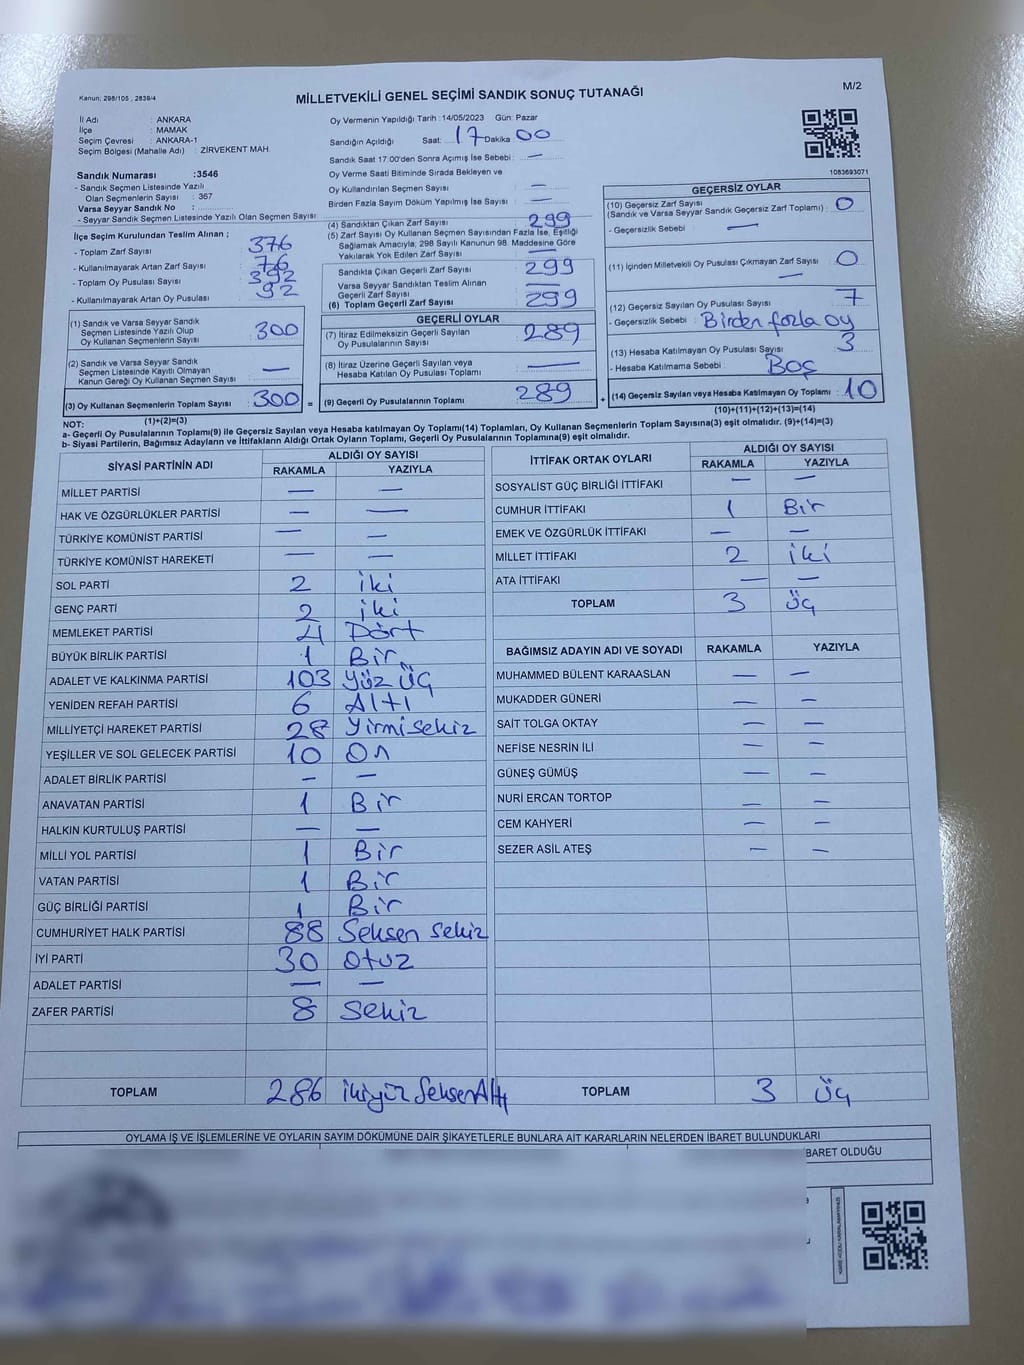 Kanun; 298/105 , 2839/4
MİLLETVEKİLİ GENEL SEÇİMİ SANDIK SONUÇ TUTANAĞI
M/2
İl Adı : ANKARA
İlçe : MAMAK
Seçim Çevresi : ANKARA-1
Seçim Bölgesi (Mahalle Adı) : ZİRVEKENT MAH.
Oy Vermenin Yapıldığı Tarih :14/05/2023 Gün: Pazar
Sandığın Açıldığı Saat: 17 Dakika 00
Sandık Saat 17:00'den Sonra Açımış İse Sebebi : —
Oy Verme Saati Bitiminde Sırada Bekleyen ve
Oy Kullandırılan Seçmen Sayısı : —
Birden Fazla Sayım Döküm Yapılmış İse Sayısı : —
1083693071
Sandık Numarası :3546
- Sandık Seçmen Listesinde Yazılı
Olan Seçmenlerin Sayısı : 367
Varsa Seyyar Sandık No :
- Seyyar Sandık Seçmen Listesinde Yazılı Olan Seçmen Sayısı
İlçe Seçim Kurulundan Teslim Alınan ;
- Toplam Zarf Sayısı 376
- Kullanılmayarak Artan Zarf Sayısı 76
- Toplam Oy Pusulası Sayısı 392
- Kullanılmayarak Artan Oy Pusulası 92
(1) Sandık ve Varsa Seyyar Sandık
Seçmen Listesinde Yazılı Olup
Oy Kullanan Seçmenlerin Sayısı 300
(2) Sandık ve Varsa Seyyar Sandık
Seçmen Listesinde Kayıtlı Olmayan
Kanun Gereği Oy Kullanan Seçmen Sayısı —
(3) Oy Kullanan Seçmenlerin Toplam Sayısı 300 =
(1)+(2)=(3)
(4) Sandıktan Çıkan Zarf Sayısı 299
(5) Zarf Sayısı Oy Kullanan Seçmen Sayısından Fazla İse, Eşitliği
Sağlamak Amacıyla; 298 Sayılı Kanunun 98. Maddesine Göre
Yakılarak Yok Edilen Zarf Sayısı —
Sandıkta Çıkan Geçerli Zarf Sayısı 299
Varsa Seyyar Sandıktan Teslim Alınan
Geçerli Zarf Sayısı —
(6) Toplam Geçerli Zarf Sayısı 299
GEÇERLİ OYLAR
(7) İtiraz Edilmeksizin Geçerli Sayılan
Oy Pusulalarının Sayısı 289
(8) İtiraz Üzerine Geçerli Sayılan veya
Hesaba Katılan Oy Pusulası Toplamı —
(9) Geçerli Oy Pusulalarının Toplamı 289 +
GEÇERSİZ OYLAR
(10) Geçersiz Zarf Sayısı
(Sandık ve Varsa Seyyar Sandık Geçersiz Zarf Toplamı) 0
- Geçersizlik Sebebi : —
(11) İçinden Milletvekili Oy Pusulası Çıkmayan Zarf Sayısı 0
—
(12) Geçersiz Sayılan Oy Pusulası Sayısı 7
- Geçersizlik Sebebi : Birden fazla oy
(13) Hesaba Katılmayan Oy Pusulası Sayısı 3
- Hesaba Katılmama Sebebi : Boş
(14) Geçersiz Sayılan veya Hesaba Katılmayan Oy Toplamı 10
(10)+(11)+(12)+(13)=(14)
NOT:
a- Geçerli Oy Pusulalarının Toplamı(9) ile Geçersiz Sayılan veya Hesaba katılmayan Oy Toplamı(14) Toplamları, Oy Kullanan Seçmenlerin Toplam Sayısına(3) eşit olmalıdır. (9)+(14)=(3)
b- Siyasi Partilerin, Bağımsız Adayların ve İttifakların Aldığı Ortak Oyların Toplamı, Geçerli Oy Pusulalarının Toplamına(9) eşit olmalıdır.
SİYASİ PARTİNİN ADI ALDIĞI OY SAYISI
RAKAMLA YAZIYLA
MİLLET PARTİSİ — —
HAK VE ÖZGÜRLÜKLER PARTİSİ — —
TÜRKİYE KOMÜNİST PARTİSİ — —
TÜRKİYE KOMÜNİST HAREKETİ — —
SOL PARTİ 2 iki
GENÇ PARTİ 2 iki
MEMLEKET PARTİSİ 4 Dört
BÜYÜK BİRLİK PARTİSİ 1 Bir
ADALET VE KALKINMA PARTİSİ 103 Yüz Üç
YENİDEN REFAH PARTİSİ 6 Altı
MİLLİYETÇİ HAREKET PARTİSİ 28 Yirmisekiz
YEŞİLLER VE SOL GELECEK PARTİSİ 10 On
ADALET BİRLİK PARTİSİ — —
ANAVATAN PARTİSİ 1 Bir
HALKIN KURTULUŞ PARTİSİ — —
MİLLİ YOL PARTİSİ 1 Bir
VATAN PARTİSİ 1 Bir
GÜÇ BİRLİĞİ PARTİSİ 1 Bir
CUMHURİYET HALK PARTİSİ 88 Seksen Sekiz
İYİ PARTİ 30 Otuz
ADALET PARTİSİ — —
ZAFER PARTİSİ 8 Sekiz
TOPLAM 286 ikiyüz SeksenAltı
İTTİFAK ORTAK OYLARI ALDIĞI OY SAYISI
RAKAMLA YAZIYLA
SOSYALİST GÜÇ BİRLİĞİ İTTİFAKI — —
CUMHUR İTTİFAKI 1 Bir
EMEK VE ÖZGÜRLÜK İTTİFAKI — —
MİLLET İTTİFAKI 2 iki
ATA İTTİFAKI — —
TOPLAM 3 Üç
BAĞIMSIZ ADAYIN ADI VE SOYADI RAKAMLA YAZIYLA
MUHAMMED BÜLENT KARAASLAN — —
MUKADDER GÜNERİ — —
SAİT TOLGA OKTAY — —
NEFİSE NESRİN İLİ — —
GÜNEŞ GÜMÜŞ — —
NURİ ERCAN TORTOP — —
CEM KAHYERİ — —
SEZER ASİL ATEŞ — —
TOPLAM 3 Üç
OYLAMA İŞ VE İŞLEMLERİNE VE OYLARIN SAYIM DÖKÜMÜNE DAİR ŞİKAYETLERLE BUNLARA AİT KARARLARIN NELERDEN İBARET BULUNDUKLARI
BARET OLDUĞU